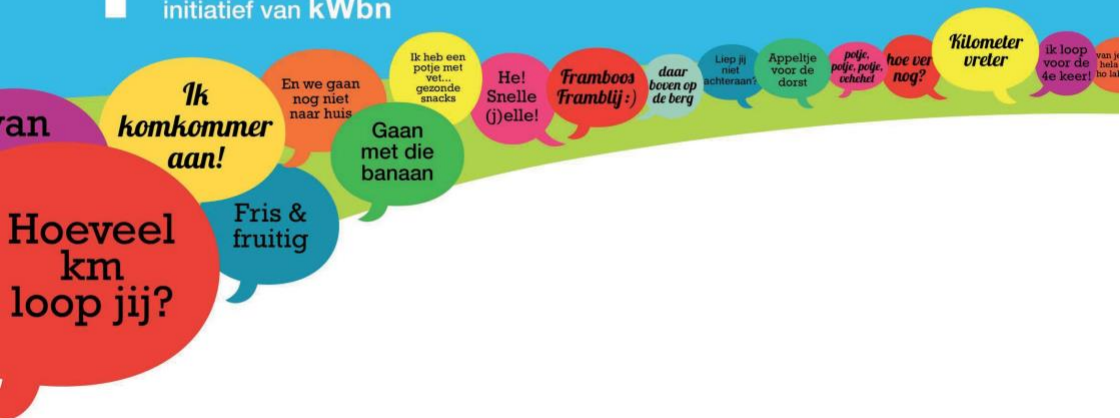 initiatief van kWbn
van
Ik
komkommer
aan!
Hoeveel
km
loop jij?
Fris &
fruitig
En we gaan
nog niet
naar huis
Gaan
met die
banaan
Ik heb een
potje met
vet...
gezonde
snacks
He!
Snelle
(j)elle!
Framboos
Framblij :)
daar
boven op
de berg
Liep jij
niet
achteraan?
Appeltje
voor de
dorst
potje,
potje, potje,
hoe ver
nog?
Kilometer
vreter
ik loop
voor de
4e keer!